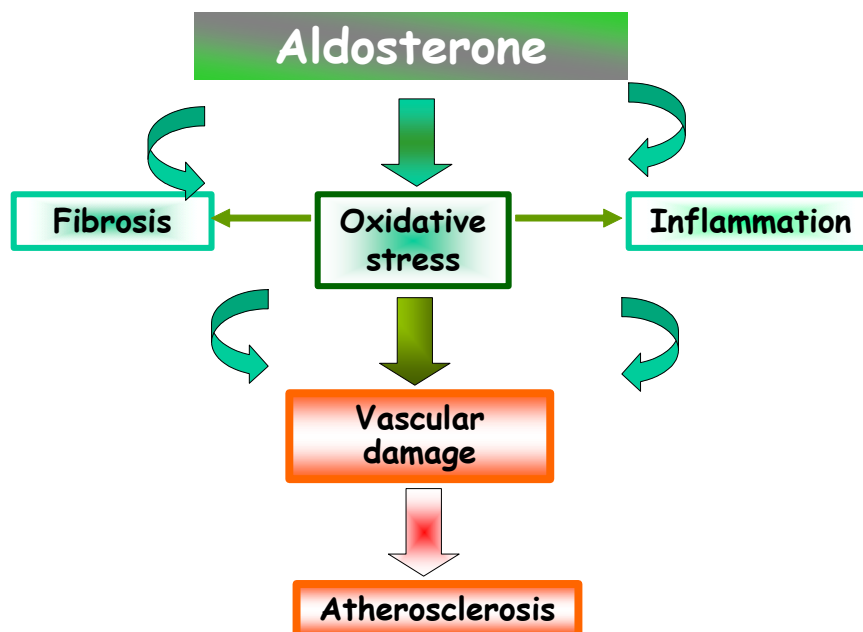 Aldosterone
Fibrosis
Oxidative
stress
Inflammation
Vascular
damage
Atherosclerosis